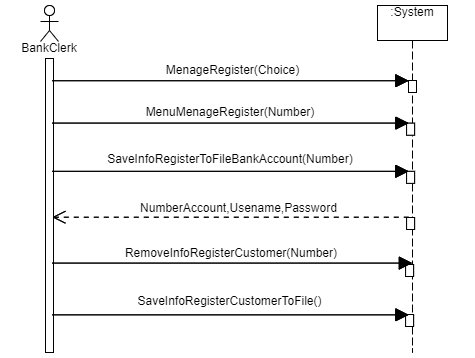 :System
BankClerk
MenageRegister(Choice)
MenuMenageRegister(Number)
SaveInfoRegisterToFileBankAccount(Number)
NumberAccount,Usename,Password
RemoveInfoRegisterCustomer(Number)
SaveInfoRegisterCustomerToFile()